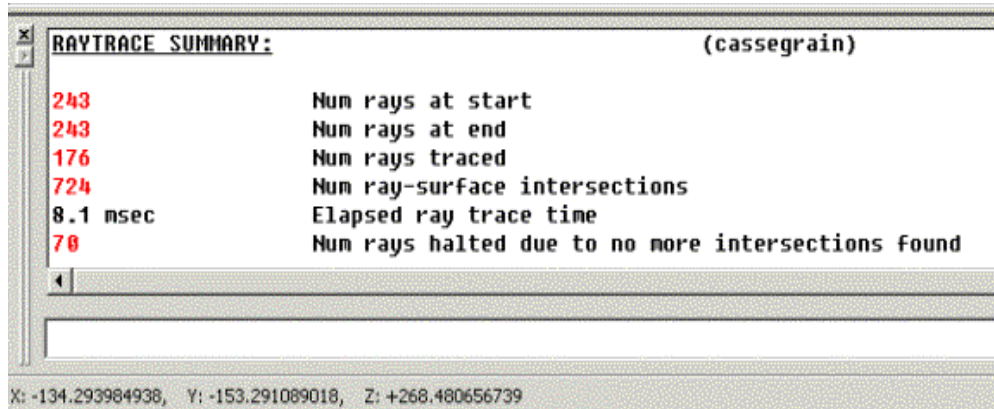 RAYTRACE SUMMARY: (cassegrain)
243 Num rays at start
243 Num rays at end
176 Num rays traced
724 Num ray-surface intersections
8.1 msec Elapsed ray trace time
70 Num rays halted due to no more intersections found
X: -134.293984938, Y: -153.291089018, Z: +268.480656739